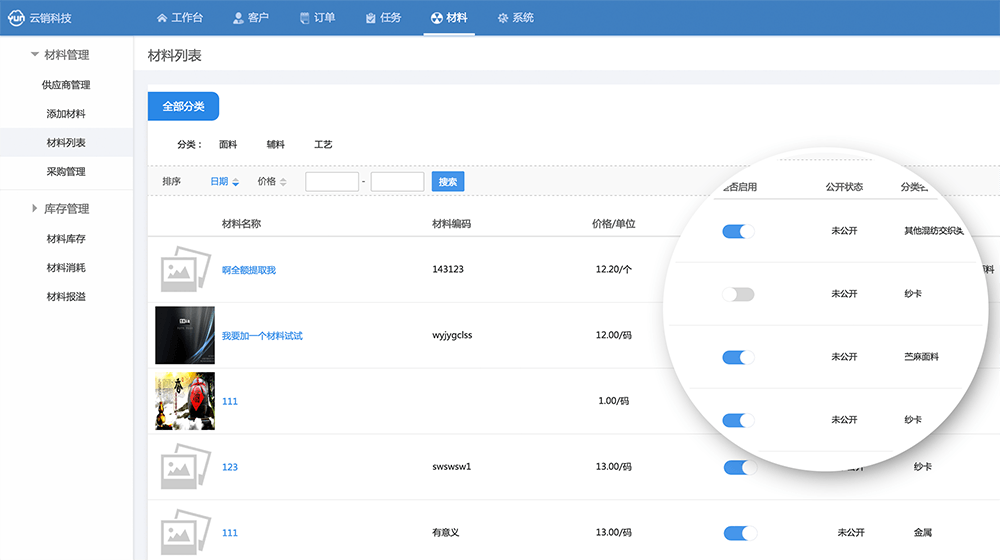 yun 云销科技 工作台 客户 订单 任务 材料 系统
材料管理
供应商管理
添加材料
材料列表
采购管理
库存管理
材料库存
材料消耗
材料报溢
材料列表
全部分类
分类： 面料 辅料 工艺
排序 日期 价格 - 搜索
材料名称 材料编码 价格/单位 是否启用 公开状态 分类名
啊全额提取我 143123 12.20/个 未公开 其他混纺交织类 面料
我要加一个材料试试 wyjygclss 12.00/码 未公开 纱卡
111 1.00/码 未公开 苎麻面料
未公开 纱卡
123 swswsw1 13.00/码 纱卡
111 有意义 13.00/码 未公开 金属